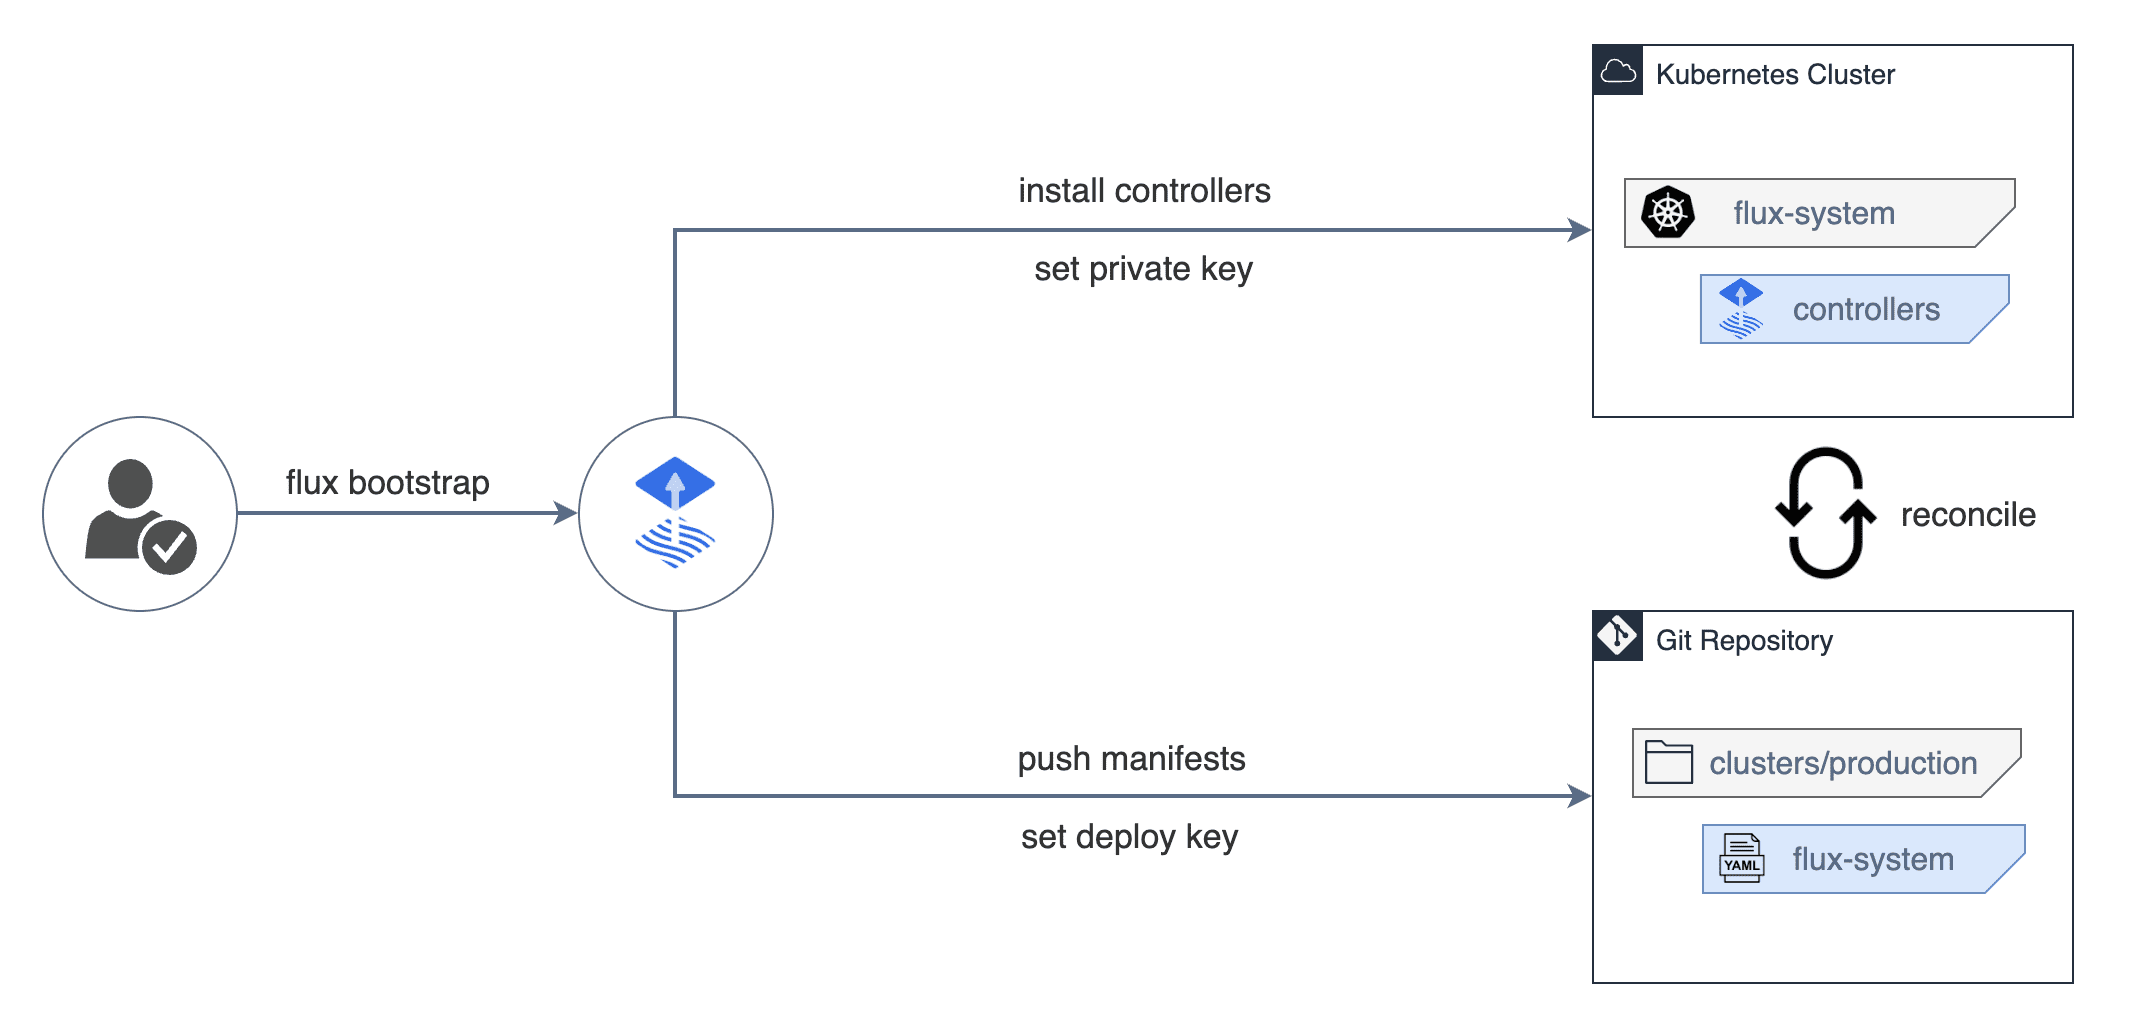 Kubernetes Cluster
install controllers
flux-system
set private key
controllers
flux bootstrap
reconcile
Git Repository
push manifests
clusters/production
set deploy key
YAML
flux-system